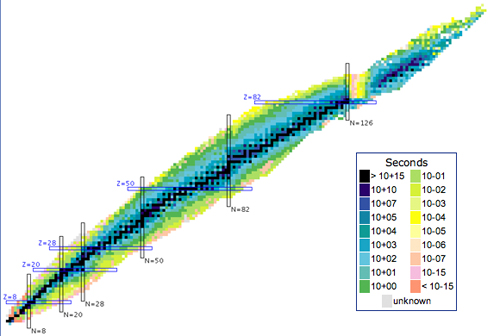 Z=82
N=126
Z=50
N=82
Z=28
N=50
Z=20
N=28
Z=8
N=20
N=8
Seconds
> 10+15 10-01
10+10 10-02
10+07 10-03
10+05 10-04
10+04 10-05
10+03 10-06
10+02 10-07
10+01 10-15
10+00 < 10-15
unknown